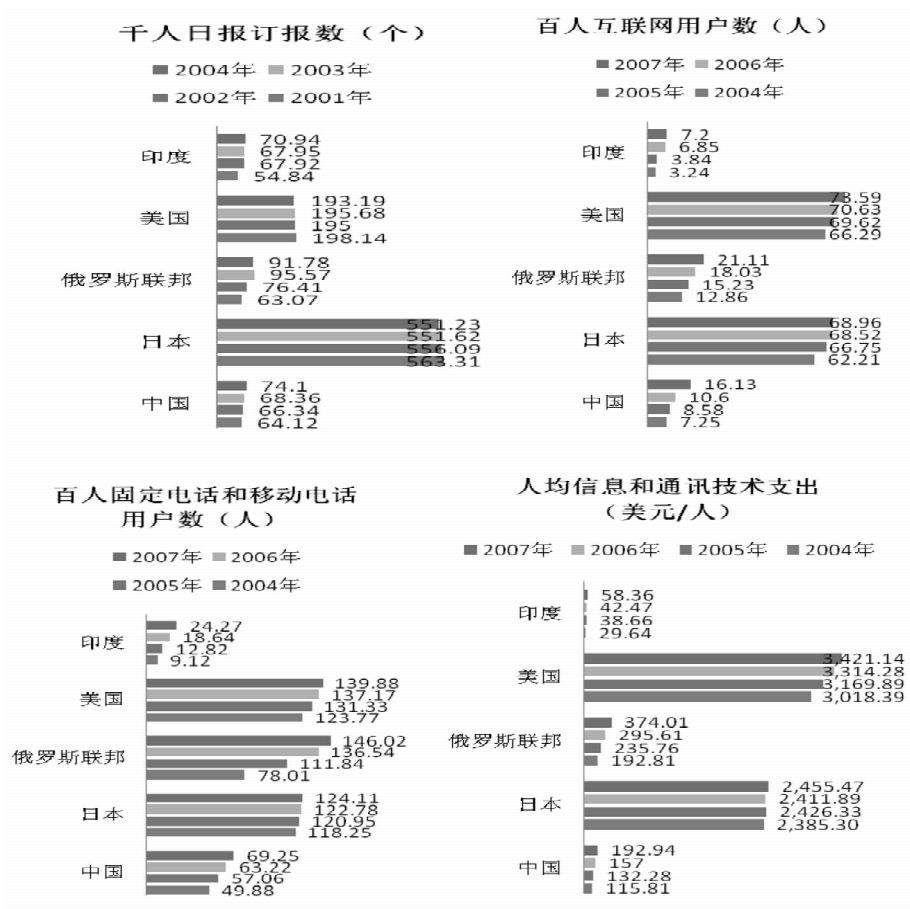 千人日报订报数（个）
■ 2004年 ■ 2003年
■ 2002年 ■ 2001年
印度
70.94
67.95
67.92
54.84
美国
193.19
195.68
195
198.14
俄罗斯联邦
91.78
95.57
76.41
63.07
日本
551.23
551.62
556.09
563.31
中国
74.1
68.36
66.34
64.12
百人互联网用户数（人）
■ 2007年 ■ 2006年
■ 2005年 ■ 2004年
印度
7.2
6.85
3.84
3.24
美国
73.59
70.63
69.62
66.29
俄罗斯联邦
21.11
18.03
15.23
12.86
日本
68.96
68.52
66.75
62.21
中国
16.13
10.6
8.58
7.25
百人固定电话和移动电话
用户数（人）
■ 2007年 ■ 2006年
■ 2005年 ■ 2004年
印度
24.27
18.64
12.82
9.12
美国
139.88
137.17
131.33
123.77
俄罗斯联邦
146.02
136.54
111.84
78.01
日本
124.11
122.78
120.95
118.25
中国
69.25
63.22
57.06
49.88
人均信息和通讯技术支出
（美元/人）
■ 2007年 ■ 2006年 ■ 2005年 ■ 2004年
印度
58.36
42.47
38.66
29.64
美国
3,421.14
3,314.28
3,169.89
3,018.39
俄罗斯联邦
374.01
295.61
235.76
192.81
日本
2,455.47
2,411.89
2,426.33
2,385.30
中国
192.94
157
132.28
115.81